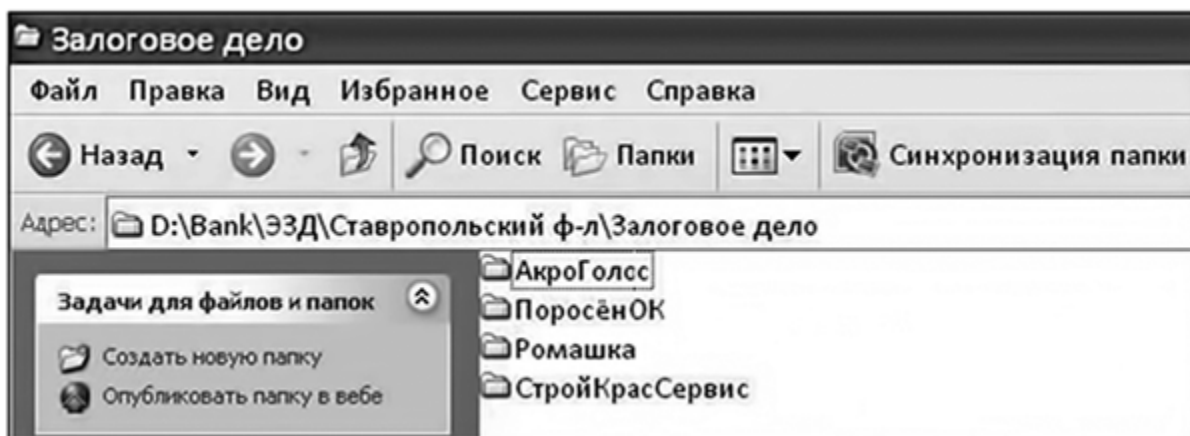 Залоговое дело
Файл Правка Вид Избранное Сервис Справка
Назад Поиск Папки Синхронизация папки
Адрес: D:\Bank\ЭЗД\Ставропольский ф-л\Залоговое дело
Задачи для файлов и папок
Создать новую папку
Опубликовать папку в вебе
АкроГолос
ПоросёнОК
Ромашка
СтройКрасСервис